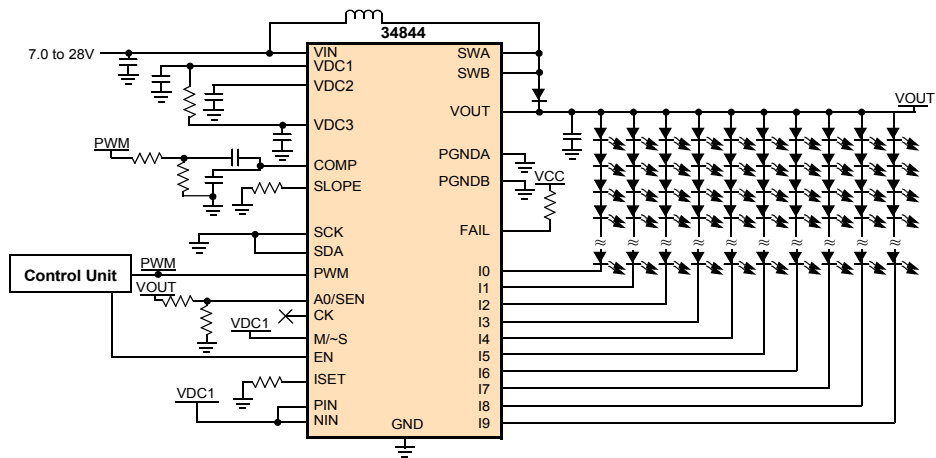 34844
7.0 to 28V
VIN
VDC1
VDC2
VDC3
PWM
COMP
SLOPE
SCK
SDA
Control Unit
PWM
PWM
VOUT
A0/SEN
CK
VDC1
M/~S
EN
ISET
VDC1
PIN
NIN
GND
SWA
SWB
VOUT
VOUT
PGNDA
PGNDB
VCC
FAIL
I0
I1
I2
I3
I4
I5
I6
I7
I8
I9